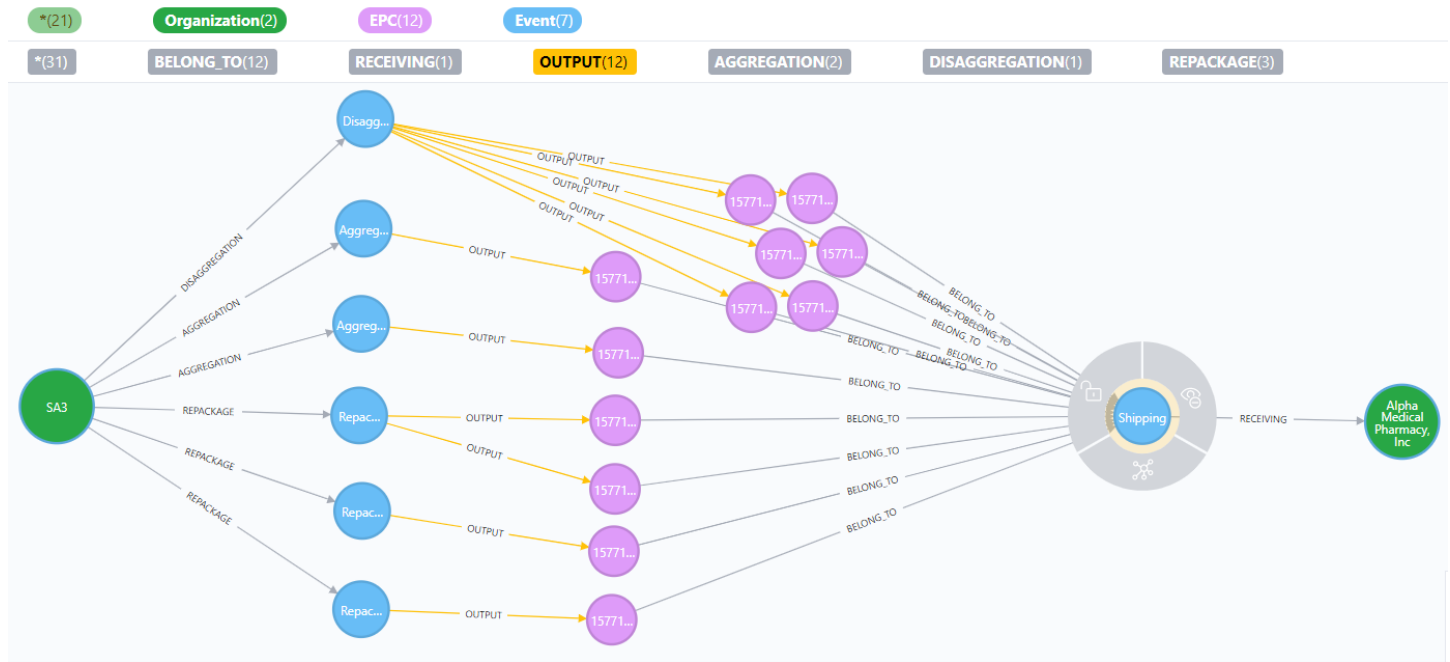 *(21) Organization(2) EPC(12) Event(7)
*(31) BELONG_TO(12) RECEIVING(1) OUTPUT(12) AGGREGATION(2) DISAGGREGATION(1) REPACKAGE(3)
Disagg...
OUTPUT
OUTPUT
OUTPUT
OUTPUT
OUTPUT
OUTPUT
15771...
15771...
15771...
15771...
15771...
15771...
DISAGGREGATION
Aggreg...
OUTPUT
15771...
AGGREGATION
Aggreg...
OUTPUT
15771...
AGGREGATION
SA3
REPACKAGE
Repac...
OUTPUT
15771...
OUTPUT
15771...
REPACKAGE
Repac...
OUTPUT
15771...
REPACKAGE
Repac...
OUTPUT
15771...
BELONG_TO
BELONG_TO
BELONG_TO
BELONG_TO
BELONG_TO
BELONG_TO
BELONG_TO
BELONG_TO
BELONG_TO
BELONG_TO
BELONG_TO
BELONG_TO
Shipping
RECEIVING
Alpha
Medical
Pharmacy,
Inc